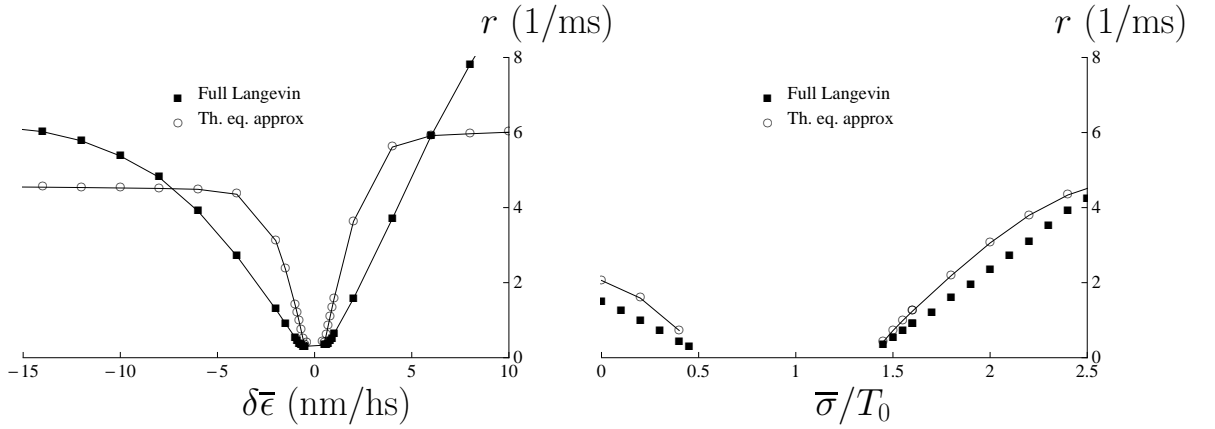 r (1/ms)
8
6
4
2
0
Full Langevin
Th. eq. approx
−15
−10
−5
0
5
10
δε̅ (nm/hs)
r (1/ms)
8
6
4
2
0
Full Langevin
Th. eq. approx
0
0.5
1
1.5
2
2.5
σ̅/T₀